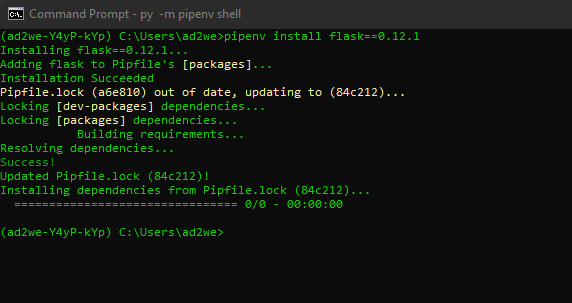 Command Prompt - py -m pipenv shell
(ad2we-Y4yP-kYp) C:\Users\ad2we>pipenv install flask==0.12.1
Installing flask==0.12.1...
Adding flask to Pipfile's [packages]...
Installation Succeeded
Pipfile.lock (a6e810) out of date, updating to (84c212)...
Locking [dev-packages] dependencies...
Locking [packages] dependencies...
Building requirements...
Resolving dependencies...
Success!
Updated Pipfile.lock (84c212)!
Installing dependencies from Pipfile.lock (84c212)...
================================ 0/0 - 00:00:00
(ad2we-Y4yP-kYp) C:\Users\ad2we>